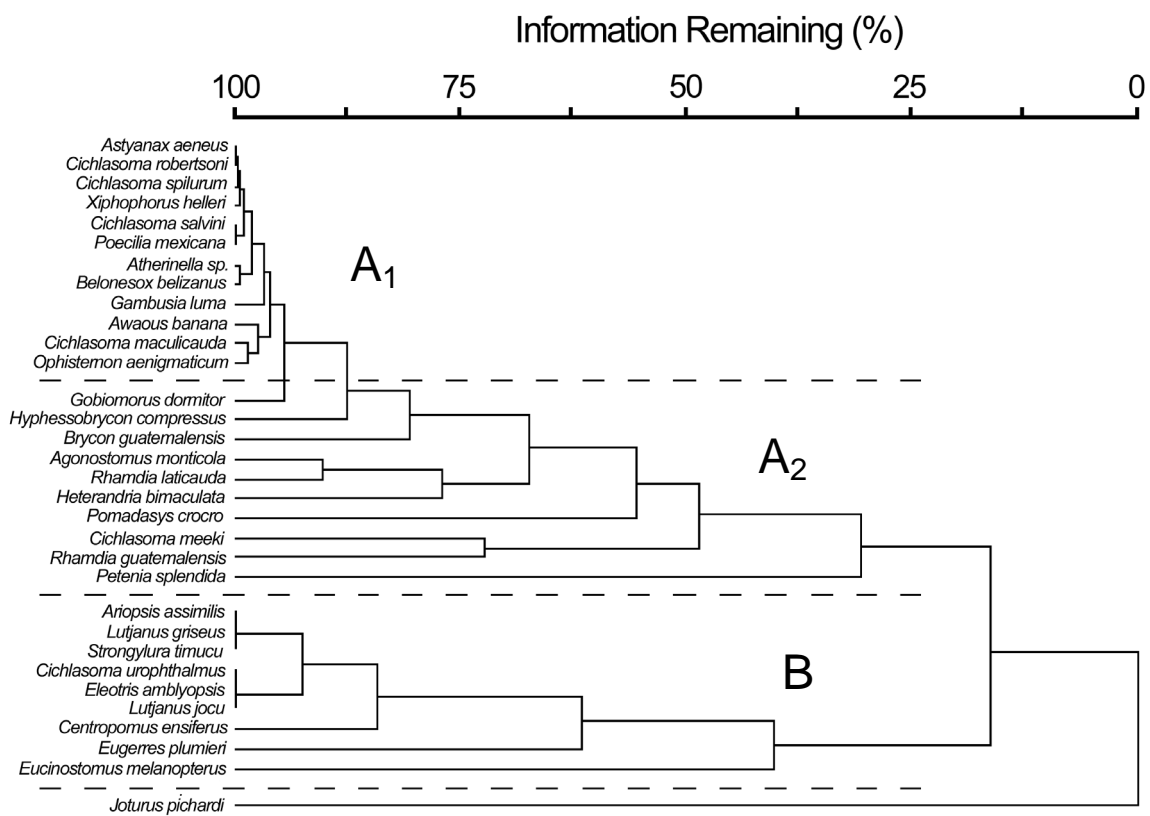 Information Remaining (%)
100 75 50 25 0
Astyanax aeneus
Cichlasoma robertsoni
Cichlasoma spilurum
Xiphophorus helleri
Cichlasoma salvini
Poecilia mexicana
Atherinella sp.
Belonesox belizanus
A1
Gambusia luma
Awaous banana
Cichlasoma maculicauda
Ophisternon aenigmaticum
Gobiomorus dormitor
Hyphessobrycon compressus
Brycon guatemalensis
Agonostomus monticola
A2
Rhamdia laticauda
Heterandria bimaculata
Pomadasys crocro
Cichlasoma meeki
Rhamdia guatemalensis
Petenia splendida
Ariopsis assimilis
Lutjanus griseus
Strongylura timucu
Cichlasoma urophthalmus
B
Eleotris amblyopsis
Lutjanus jocu
Centropomus ensiferus
Eugerres plumieri
Eucinostomus melanopterus
Joturus pichardi